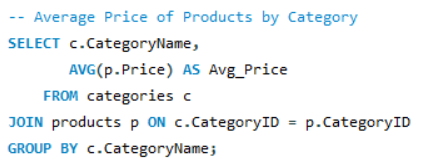 -- Average Price of Products by Category
SELECT c.CategoryName,
AVG(p.Price) AS Avg_Price
FROM categories c
JOIN products p ON c.CategoryID = p.CategoryID
GROUP BY c.CategoryName;